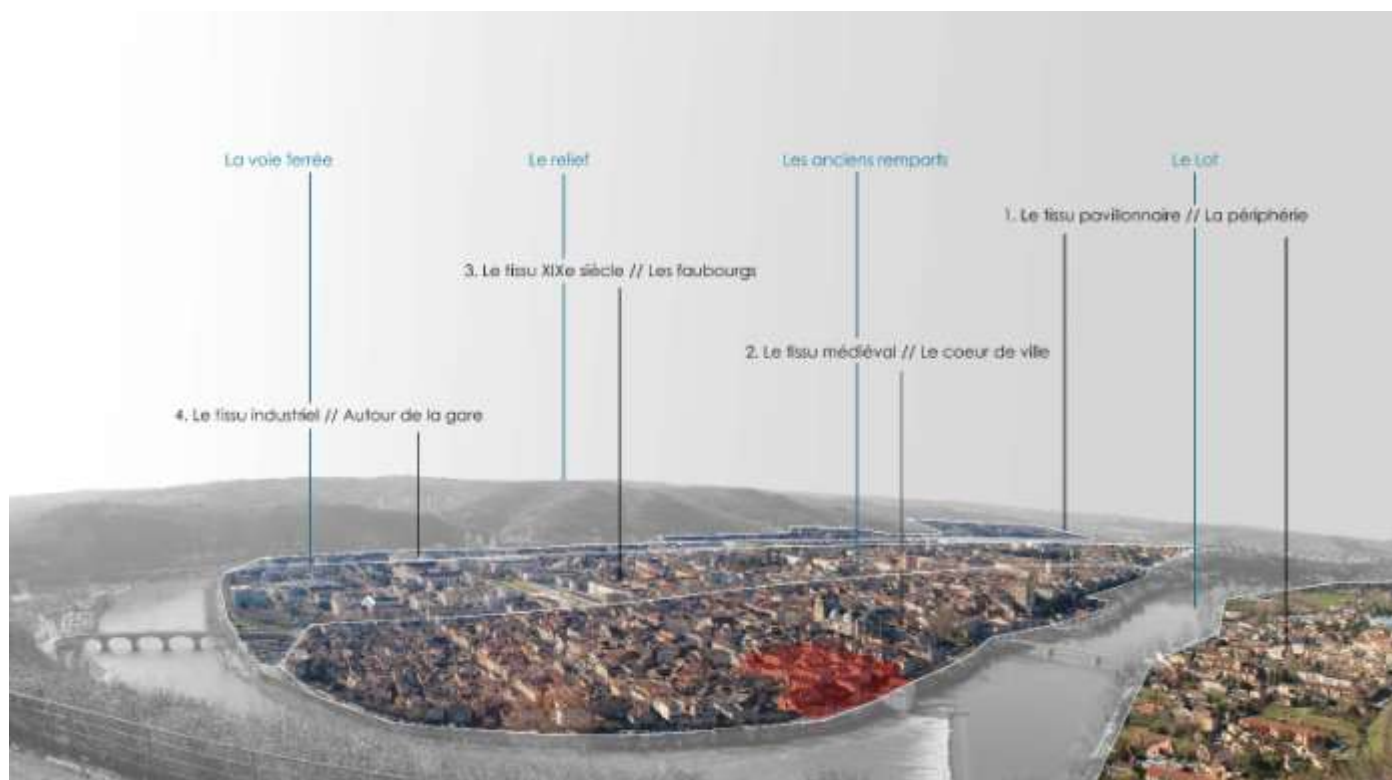 La voie ferrée
Le relief
Les anciens remparts
Le Lot
1. Le tissu pavillonnaire // La périphérie
3. Le tissu XIXe siècle // Les faubourgs
2. Le tissu médiéval // Le coeur de ville
4. Le tissu industriel // Autour de la gare